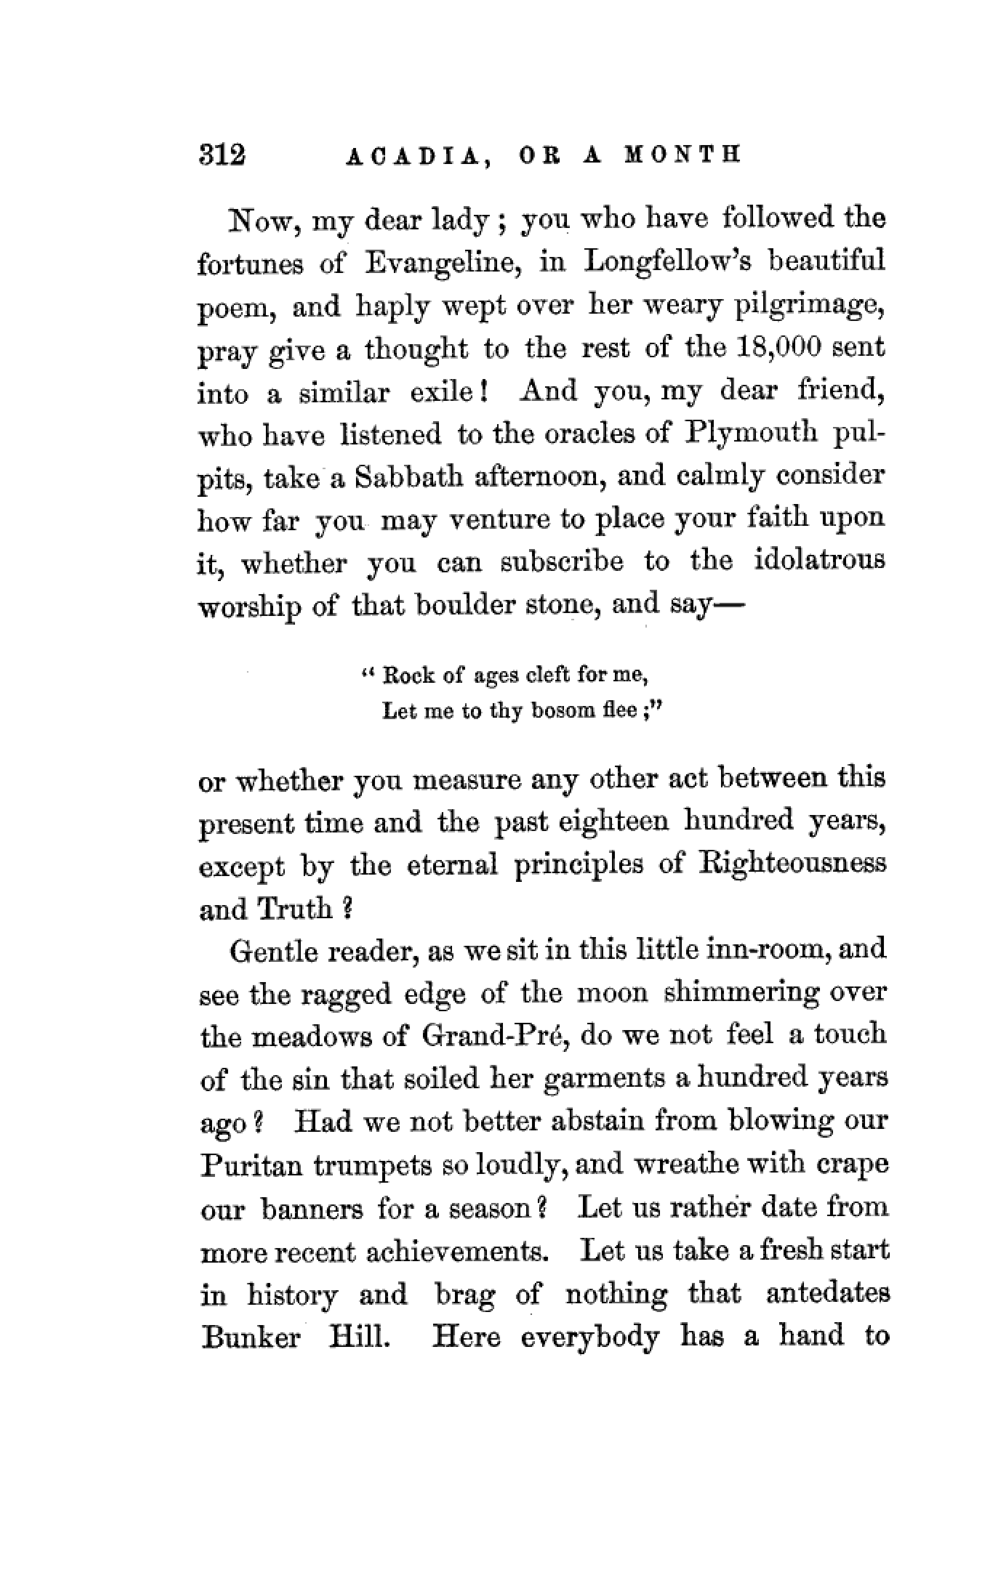 312 ACADIA, OR A MONTH
Now, my dear lady; you who have followed the
fortunes of Evangeline, in Longfellow's beautiful
poem, and haply wept over her weary pilgrimage,
pray give a thought to the rest of the 18,000 sent
into a similar exile! And you, my dear friend,
who have listened to the oracles of Plymouth pul-
pits, take a Sabbath afternoon, and calmly consider
how far you may venture to place your faith upon
it, whether you can subscribe to the idolatrous
worship of that boulder stone, and say—
"Rock of ages cleft for me,
Let me to thy bosom flee;"
or whether you measure any other act between this
present time and the past eighteen hundred years,
except by the eternal principles of Righteousness
and Truth?
Gentle reader, as we sit in this little inn-room, and
see the ragged edge of the moon shimmering over
the meadows of Grand-Pré, do we not feel a touch
of the sin that soiled her garments a hundred years
ago? Had we not better abstain from blowing our
Puritan trumpets so loudly, and wreathe with crape
our banners for a season? Let us rather date from
more recent achievements. Let us take a fresh start
in history and brag of nothing that antedates
Bunker Hill. Here everybody has a hand to